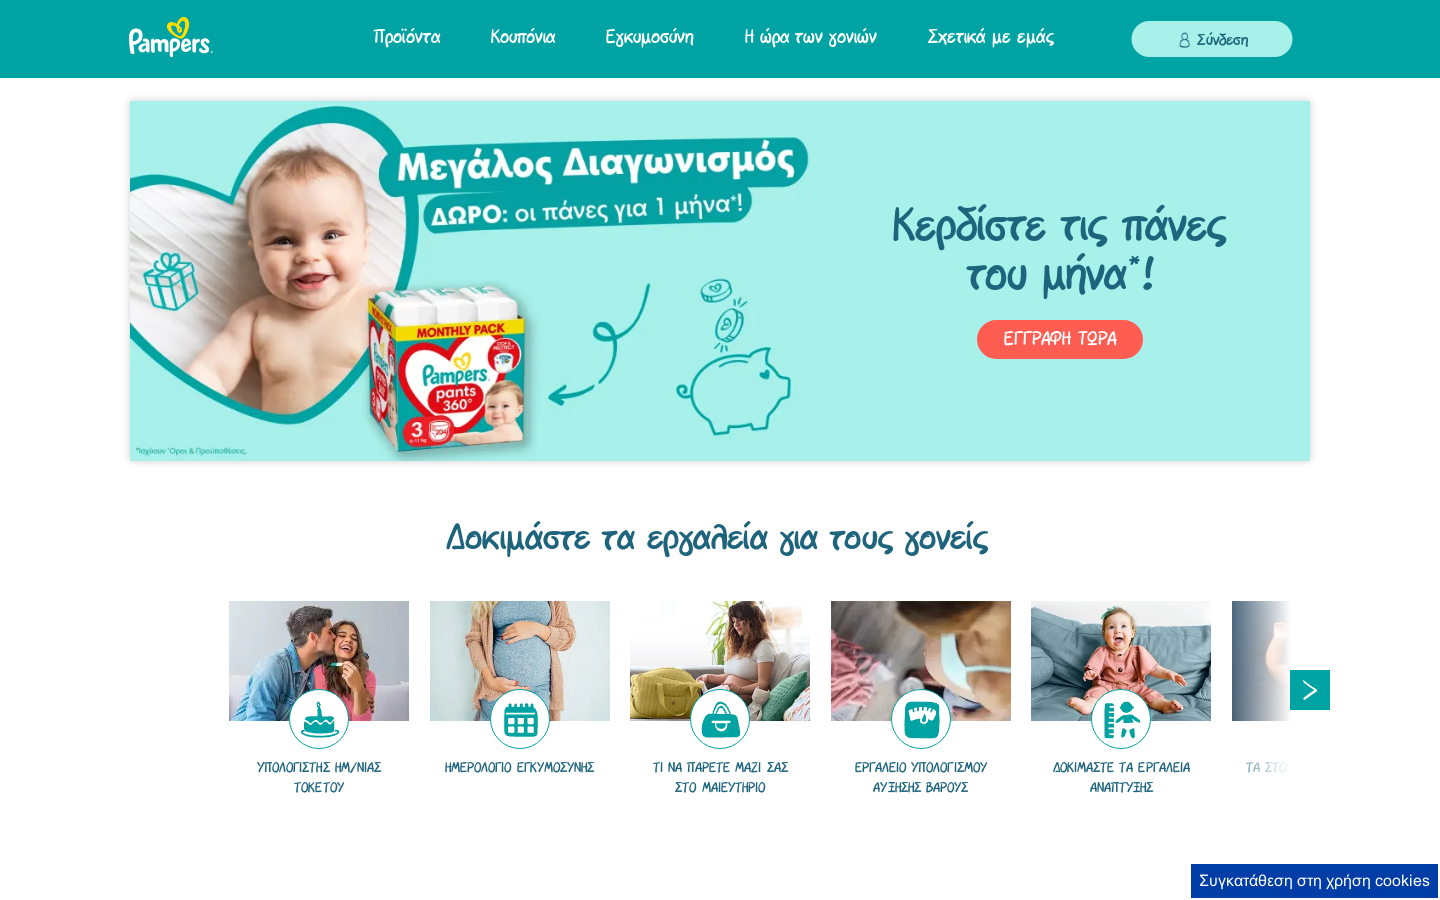 Pampers.
Προϊόντα
Κουπόνια
Εγκυμοσύνη
Η ώρα των γονιών
Σχετικά με εμάς
Σύνδεση
Μεγάλος Διαγωνισμός
ΔΩΡΟ: οι πάνες για 1 μήνα*!
Κερδίστε τις πάνες
του μήνα*!
ΕΓΓΡΑΦΗ ΤΩΡΑ
MONTHLY PACK
Pampers.
pants
360°
3
204
*Ισχύουν Όροι & Προϋποθέσεις.
Δοκιμάστε τα εργαλεία για τους γονείς
ΥΠΟΛΟΓΙΣΤΗΣ ΗΜ/ΝΙΑΣ
ΤΟΚΕΤΟΥ
ΗΜΕΡΟΛΟΓΙΟ ΕΓΚΥΜΟΣΥΝΗΣ
ΤΙ ΝΑ ΠΑΡΕΤΕ ΜΑΖΙ ΣΑΣ
ΣΤΟ ΜΑΙΕΥΤΗΡΙΟ
ΕΡΓΑΛΕΙΟ ΥΠΟΛΟΓΙΣΜΟΥ
ΑΥΞΗΣΗΣ ΒΑΡΟΥΣ
ΔΟΚΙΜΑΣΤΕ ΤΑ ΕΡΓΑΛΕΙΑ
ΑΝΑΠΤΥΞΗΣ
ΤΑ
Συγκατάθεση στη χρήση cookies